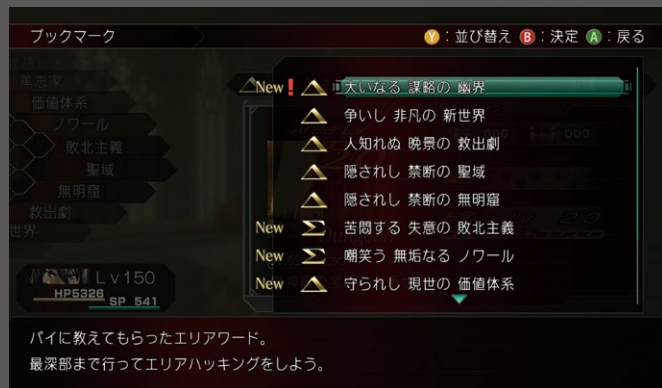 ブックマーク
Y：並び替え B：決定 A：戻る
篤志家
価値体系
ノワール
敗北主義
聖域
無明窟
救出劇
世界
New ! 大いなる 謀略の 幽界
争いし 非凡の 新世界
人知れぬ 晩景の 救出劇
隠されし 禁断の 聖域
隠されし 禁断の 無明窟
New Σ 苦悶する 失意の 敗北主義
New Σ 嘲笑う 無垢なる ノワール
New 守られし 現世の 価値体系
Lv150
HP5326
SP 541
パイに教えてもらったエリアワード。
最深部まで行ってエリアハッキングをしよう。